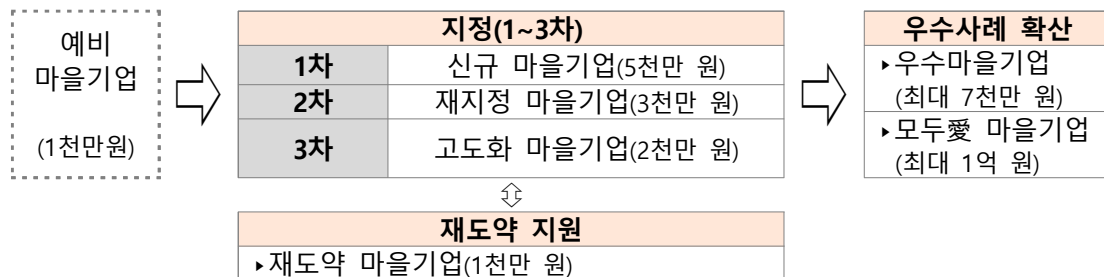 예비
마을기업
(1천만원)
지정(1~3차)
1차 신규 마을기업(5천만 원)
2차 재지정 마을기업(3천만 원)
3차 고도화 마을기업(2천만 원)
재도약 지원
▸재도약 마을기업(1천만 원)
우수사례 확산
▸우수마을기업
(최대 7천만 원)
▸모두愛 마을기업
(최대 1억 원)